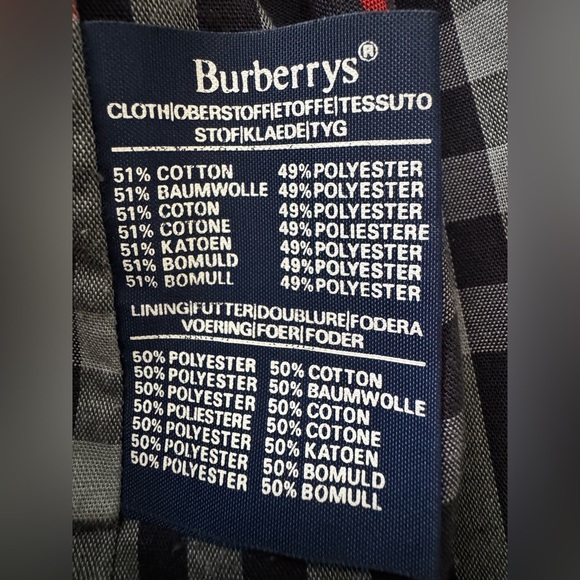 Burberrys®
CLOTH|OBERSTOFF|ETOFFE|TESSUTO
STOF|KLAEDE|TYG
51% COTTON 49% POLYESTER
51% BAUMWOLLE 49% POLYESTER
51% COTON 49% POLYESTER
51% COTONE 49% POLIESTERE
51% KATOEN 49% POLYESTER
51% BOMULD 49% POLYESTER
51% BOMULL 49% POLYESTER
LINING|FUTTER|DOUBLURE|FODERA
VOERING|FOER|FODER
50% POLYESTER 50% COTTON
50% POLYESTER 50% BAUMWOLLE
50% POLYESTER 50% COTON
50% POLIESTERE 50% COTONE
50% POLYESTER 50% KATOEN
50% POLYESTER 50% BOMULD
50% POLYESTER 50% BOMULL